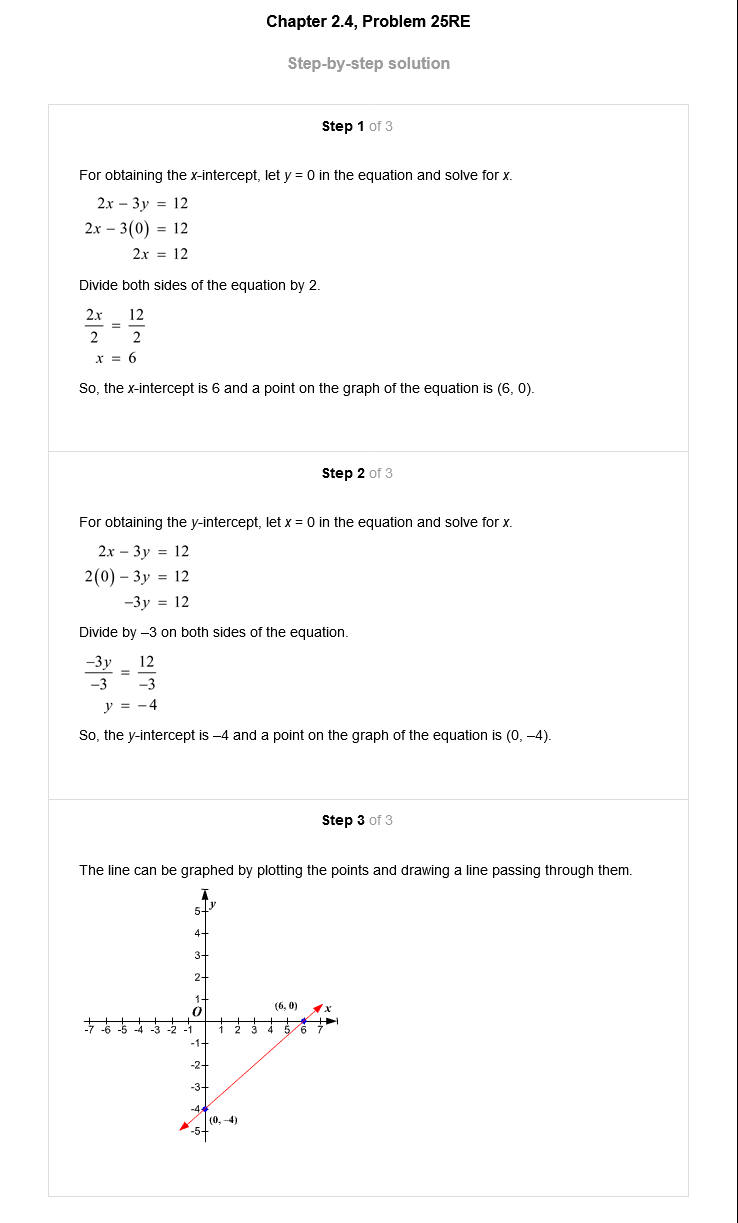 Chapter 2.4, Problem 25RE
Step-by-step solution
Step 1 of 3
For obtaining the x-intercept, let y = 0 in the equation and solve for x.
2x − 3y = 12
2x − 3(0) = 12
2x = 12
Divide both sides of the equation by 2.
2x/2 = 12/2
x = 6
So, the x-intercept is 6 and a point on the graph of the equation is (6, 0).
Step 2 of 3
For obtaining the y-intercept, let x = 0 in the equation and solve for x.
2x − 3y = 12
2(0) − 3y = 12
−3y = 12
Divide by –3 on both sides of the equation.
−3y/−3 = 12/−3
y = −4
So, the y-intercept is –4 and a point on the graph of the equation is (0, –4).
Step 3 of 3
The line can be graphed by plotting the points and drawing a line passing through them.
y
5
4
3
2
1
O
(6, 0)
x
-7 -6 -5 -4 -3 -2 -1 1 2 3 4 5 6 7
-1
-2
-3
-4
(0, −4)
-5